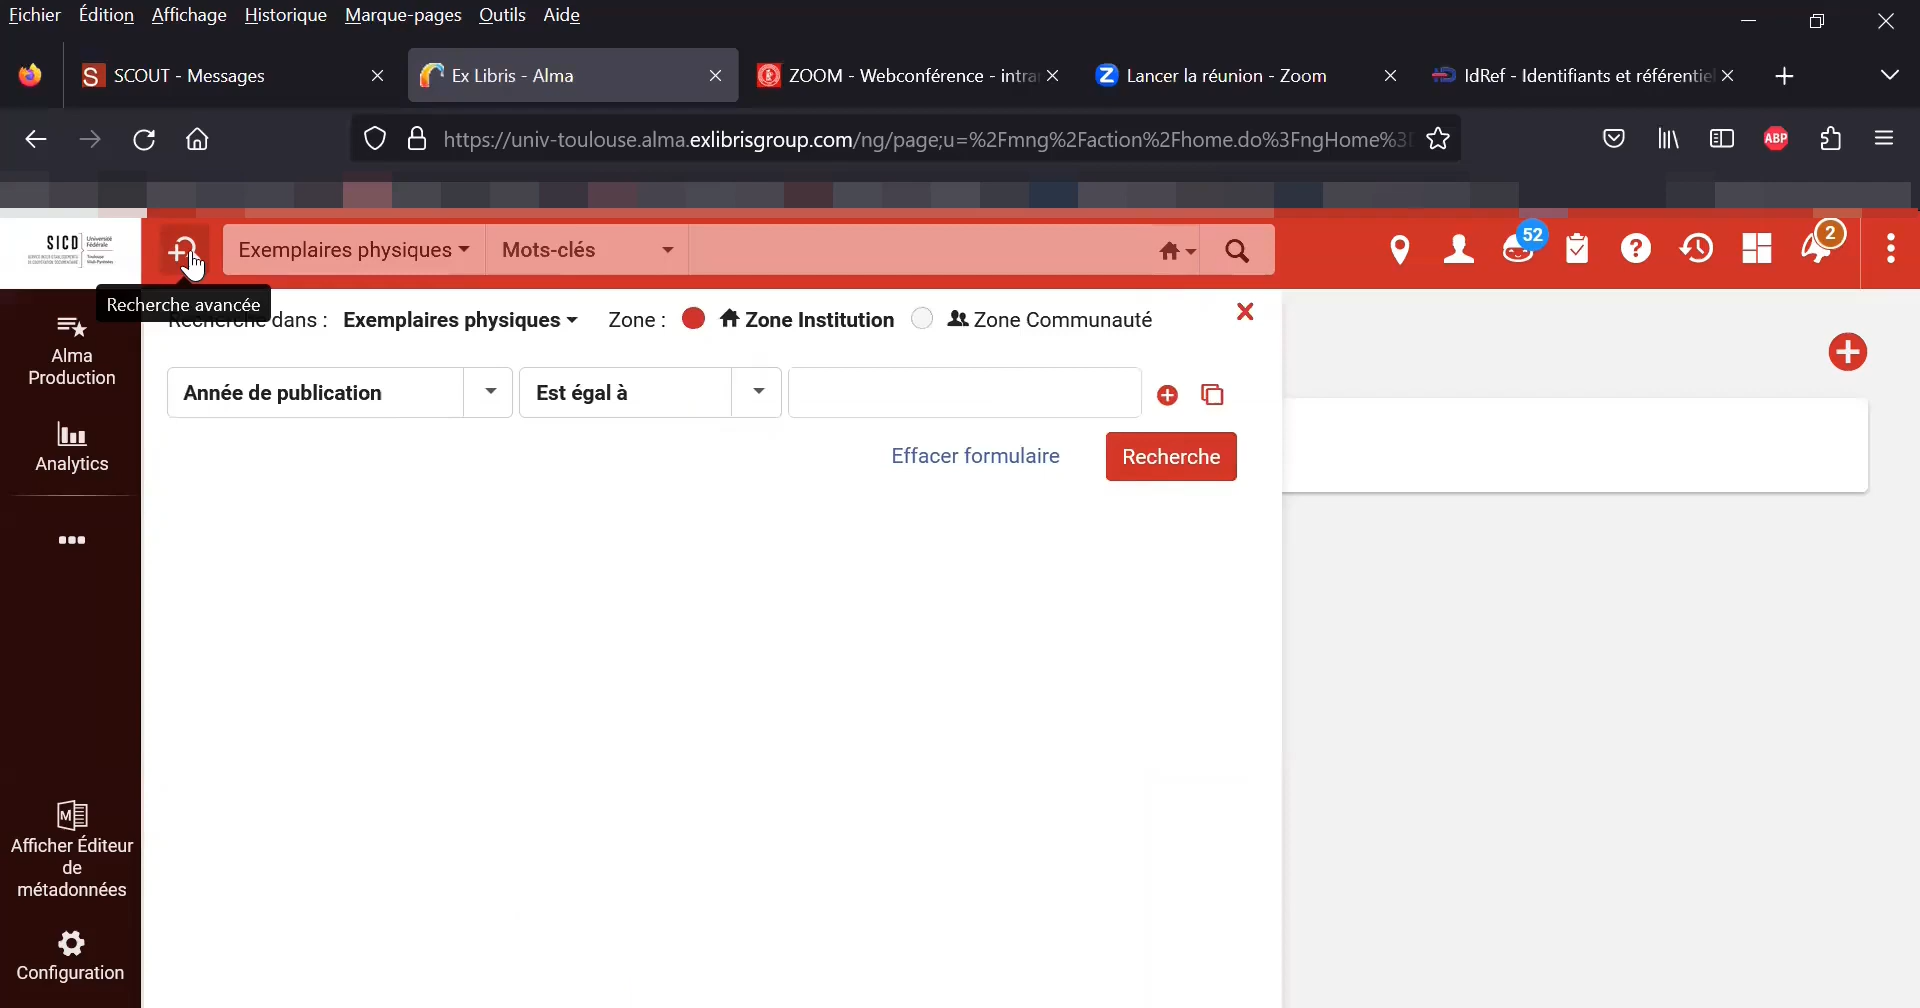 Fichier Édition Affichage Historique Marque-pages Outils Aide
SCOUT - Messages
Ex Libris - Alma
ZOOM - Webconférence - intra
Lancer la réunion - Zoom
IdRef - Identifiants et référentiel
https://univ-toulouse.alma.exlibrisgroup.com/ng/page;u=%2Fmng%2Faction%2Fhome.do%3FngHome%3
ABP
SICD
Exemplaires physiques
Mots-clés
52
2
Recherche avancée
Recherche dans : Exemplaires physiques Zone : Zone Institution Zone Communauté
Alma
Production
Année de publication
Est égal à
Analytics
Effacer formulaire
Recherche
Afficher Éditeur
de
métadonnées
Configuration